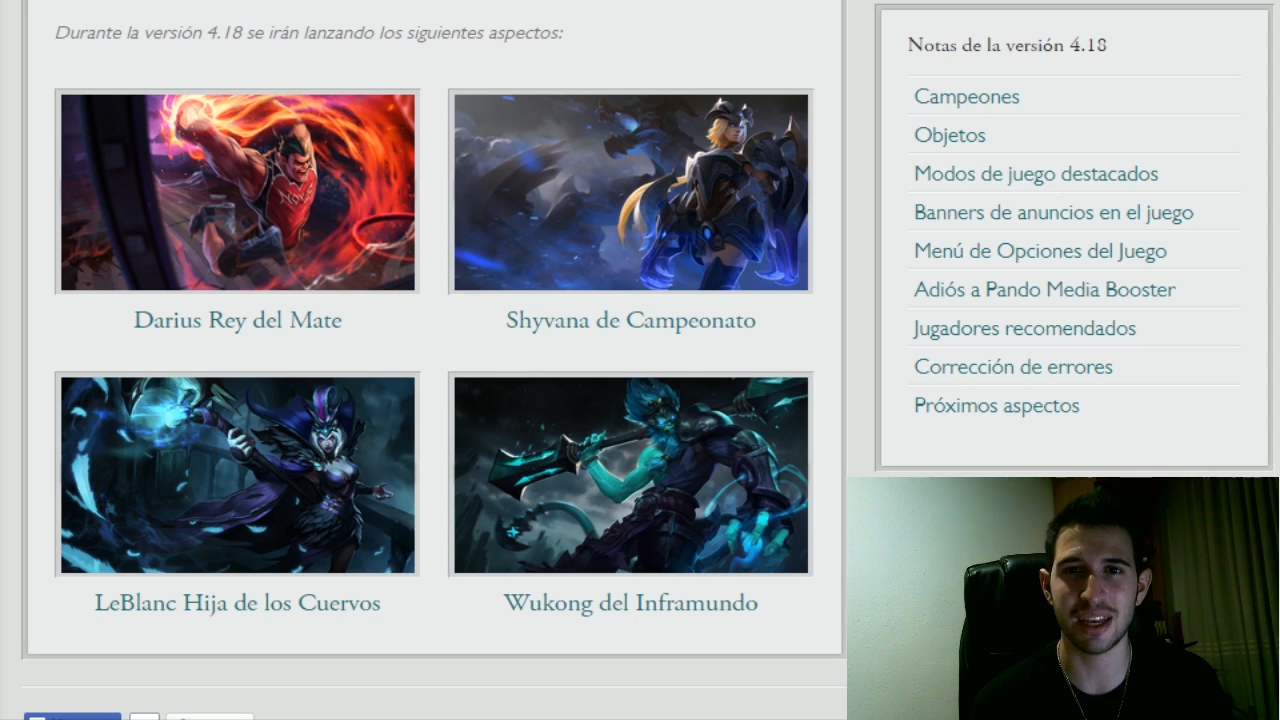 Durante la versión 4.18 se irán lanzando los siguientes aspectos:
Darius Rey del Mate
Shyvana de Campeonato
LeBlanc Hija de los Cuervos
Wukong del Inframundo
Notas de la versión 4.18
Campeones
Objetos
Modos de juego destacados
Banners de anuncios en el juego
Menú de Opciones del Juego
Adiós a Pando Media Booster
Jugadores recomendados
Corrección de errores
Próximos aspectos